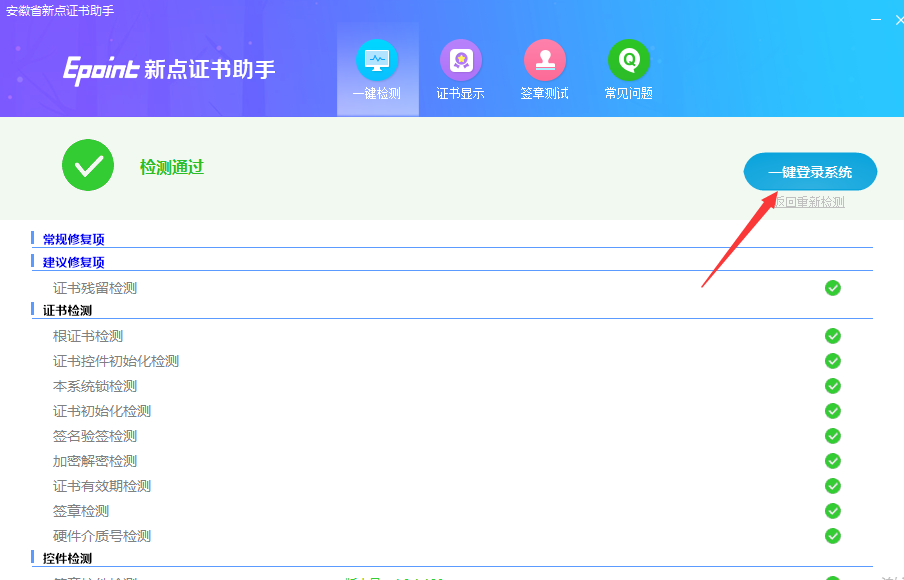 安徽省新点证书助手
Epoint 新点证书助手
一键检测 证书显示 签章测试 常见问题
检测通过
一键登录系统
返回重新检测
常规修复项
建议修复项
证书残留检测
证书检测
根证书检测
证书控件初始化检测
本系统锁检测
证书初始化检测
签名验签检测
加密解密检测
证书有效期检测
签章检测
硬件介质号检测
控件检测